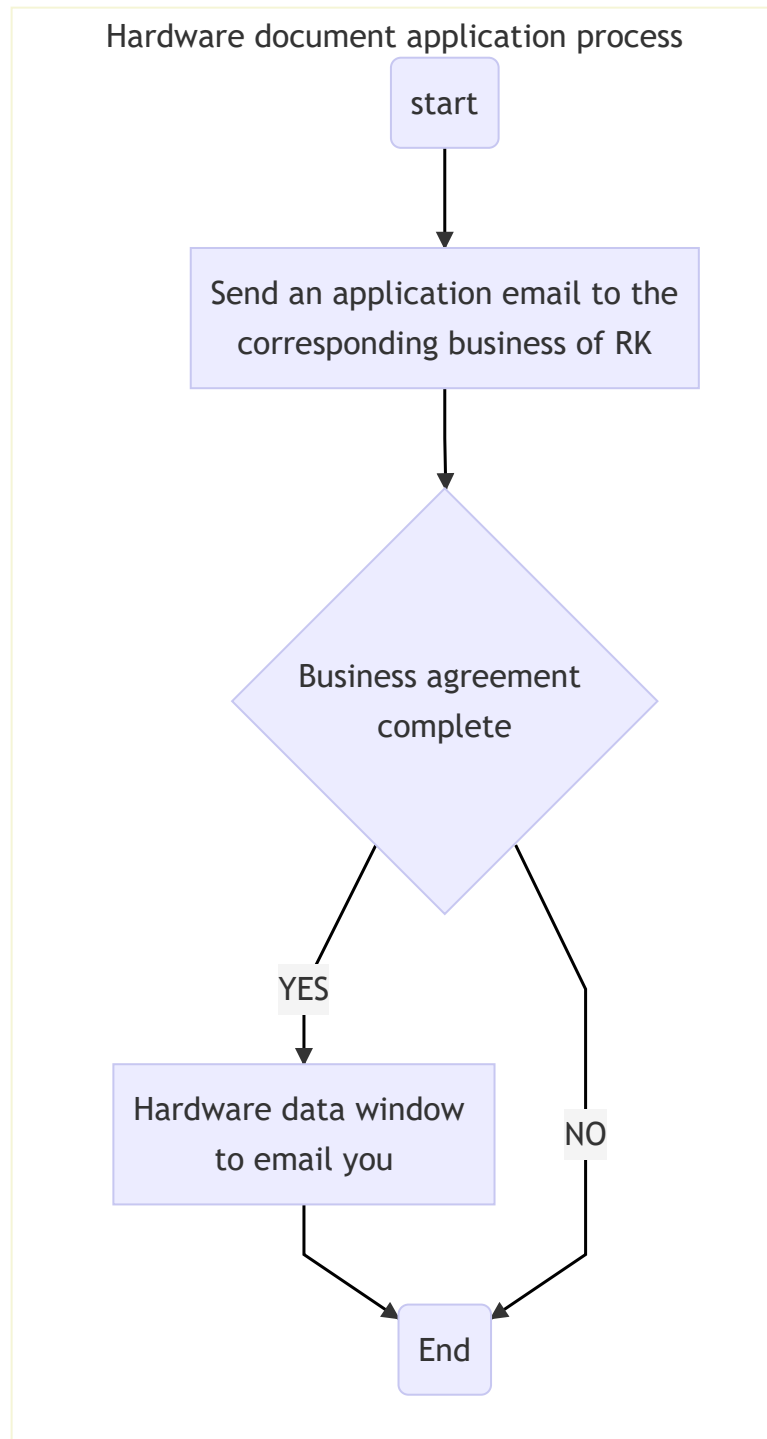 Hardware document application process
start
Send an application email to the
corresponding business of RK
Business agreement
complete
YES
Hardware data window
to email you
NO
End